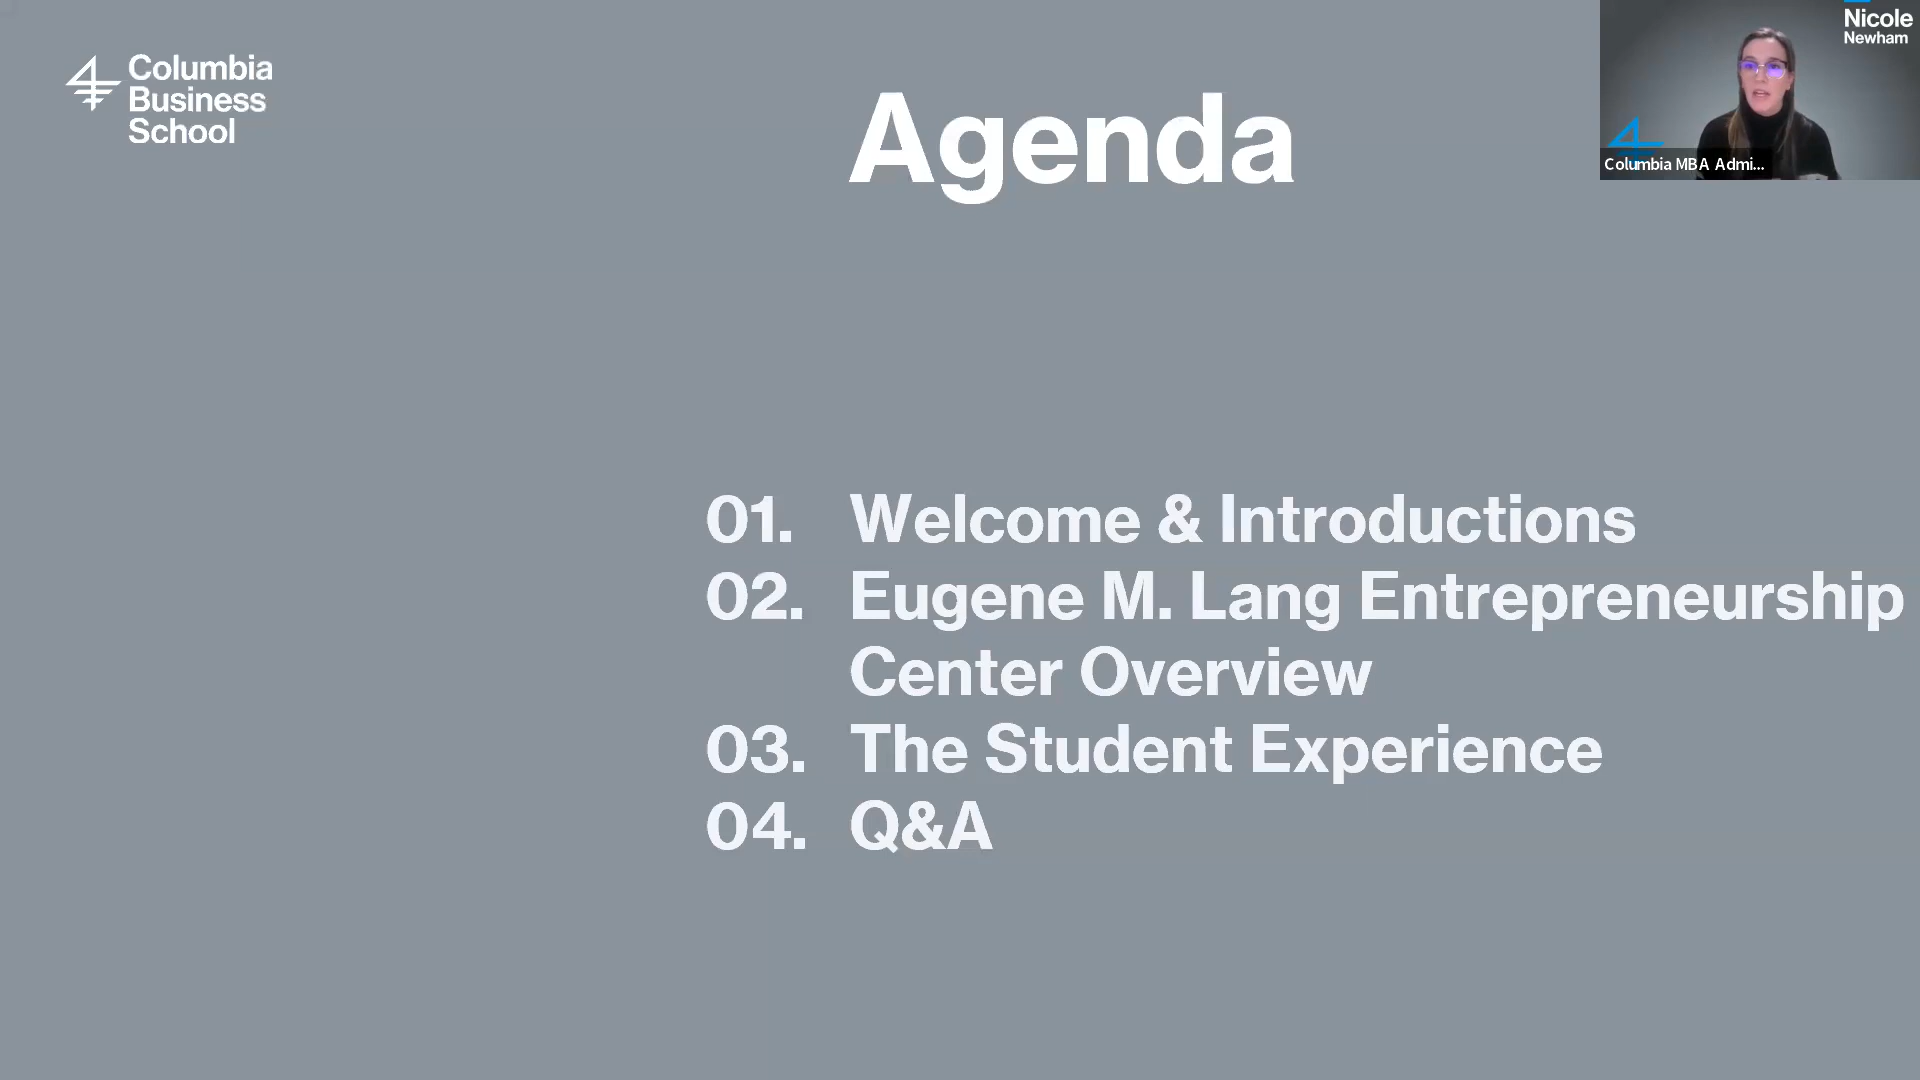 Columbia
Business
School
Agenda
Nicole
Newham
Columbia MBA Admi...
01. Welcome & Introductions
02. Eugene M. Lang Entrepreneurship
Center Overview
03. The Student Experience
04. Q&A